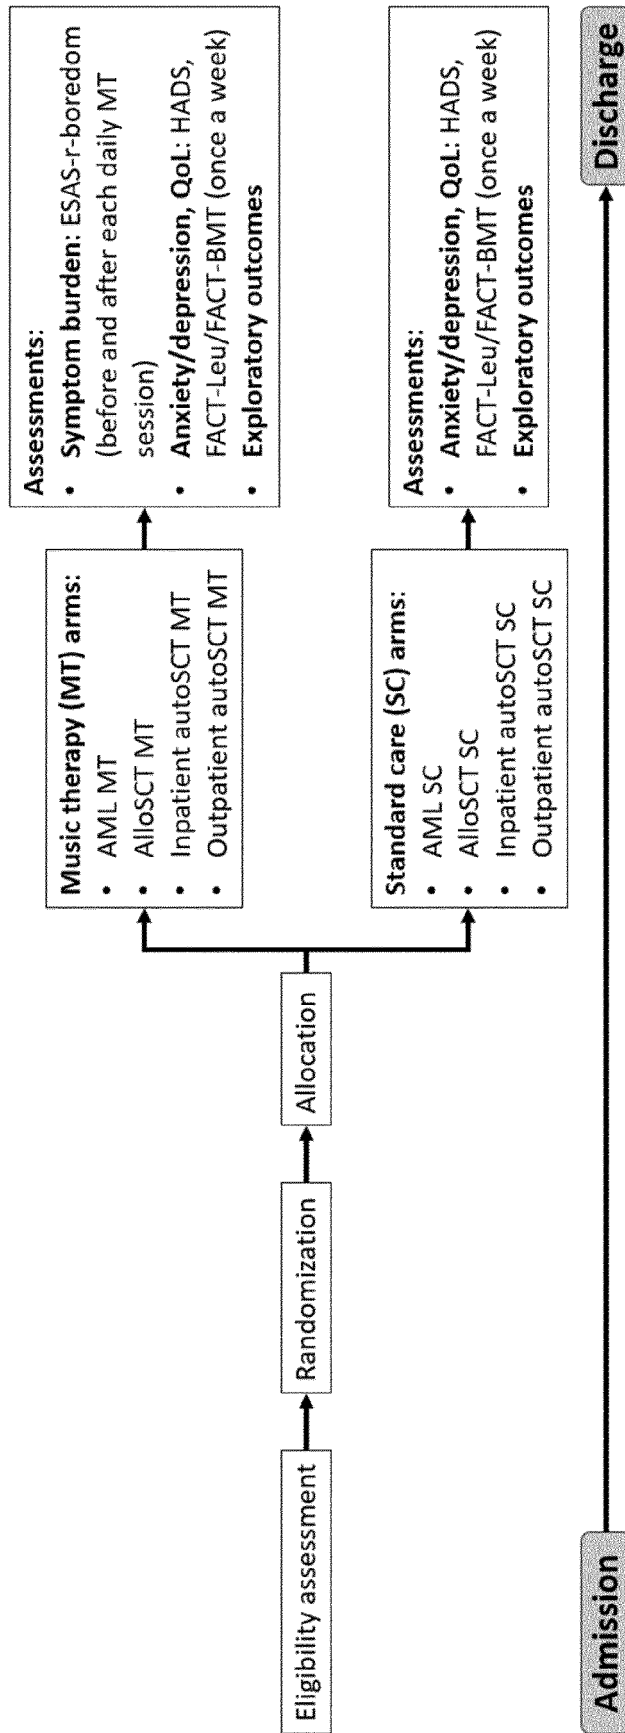 Eligibility assessment
Randomization
Allocation
Music therapy (MT) arms:
• AML MT
• AlloSCT MT
• Inpatient autoSCT MT
• Outpatient autoSCT MT
Assessments:
• Symptom burden: ESAS-r-boredom
(before and after each daily MT
session)
• Anxiety/depression, QoL: HADS,
FACT-Leu/FACT-BMT (once a week)
• Exploratory outcomes
Standard care (SC) arms:
• AML SC
• AlloSCT SC
• Inpatient autoSCT SC
• Outpatient autoSCT SC
Assessments:
• Anxiety/depression, QoL: HADS,
FACT-Leu/FACT-BMT (once a week)
• Exploratory outcomes
Admission
Discharge